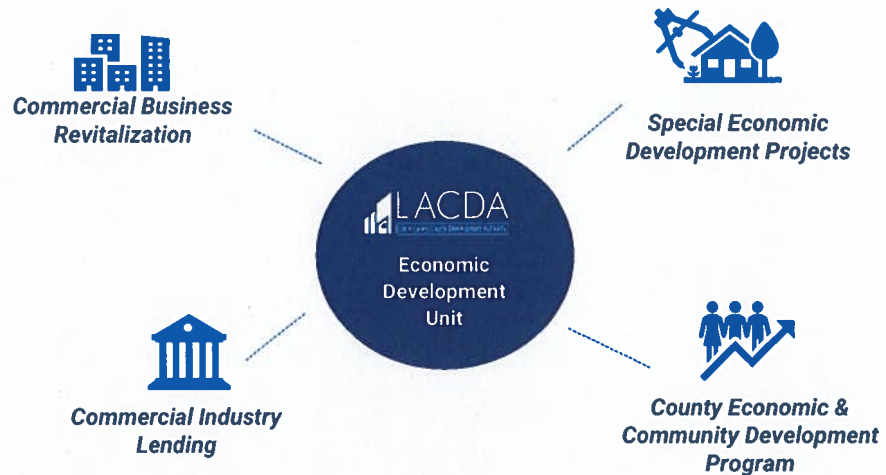 Commercial Business
Revitalization
Special Economic
Development Projects
LACDA
Economic
Development
Unit
Commercial Industry
Lending
County Economic &
Community Development
Program